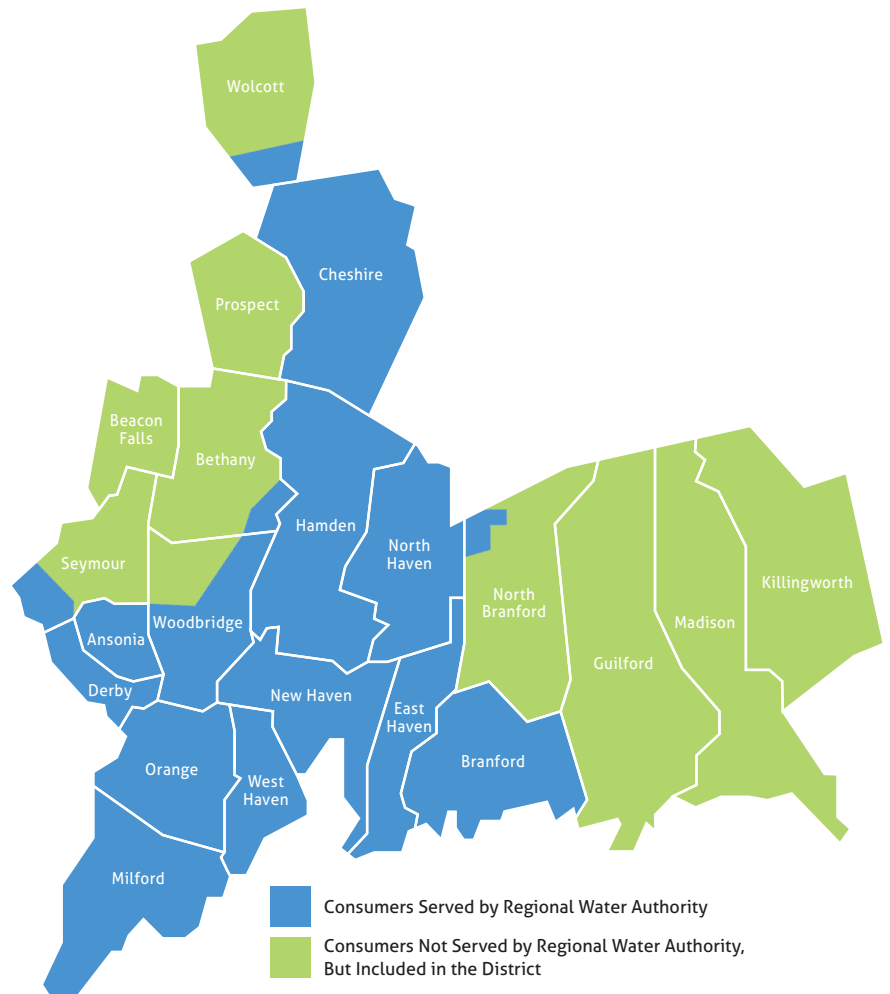 Wolcott
Cheshire
Prospect
Beacon
Falls
Bethany
Hamden
North
Haven
Seymour
Killingworth
North
Branford
Woodbridge
Madison
Ansonia
Guilford
Derby
New Haven
East
Haven
Orange
West
Haven
Branford
Milford
Consumers Served by Regional Water Authority
Consumers Not Served by Regional Water Authority,
But Included in the District